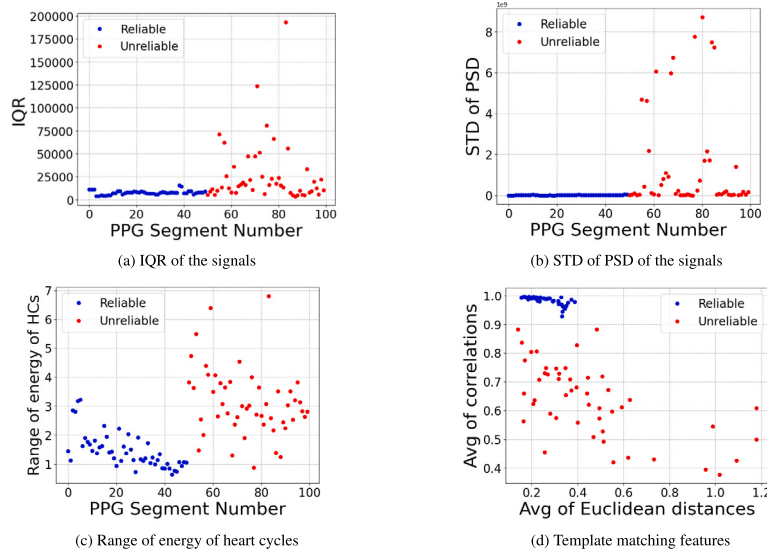 200000
175000
150000
125000
100000
75000
50000
25000
0
IQR
Reliable
Unreliable
0 20 40 60 80 100
PPG Segment Number
(a) IQR of the signals
1e9
8
6
4
2
0
STD of PSD
Reliable
Unreliable
0 20 40 60 80 100
PPG Segment Number
(b) STD of PSD of the signals
7
6
5
4
3
2
1
Range of energy of HCs
Reliable
Unreliable
0 20 40 60 80 100
PPG Segment Number
(c) Range of energy of heart cycles
1.0
0.9
0.8
0.7
0.6
0.5
0.4
Avg of correlations
Reliable
Unreliable
0.2 0.4 0.6 0.8 1.0 1.2
Avg of Euclidean distances
(d) Template matching features